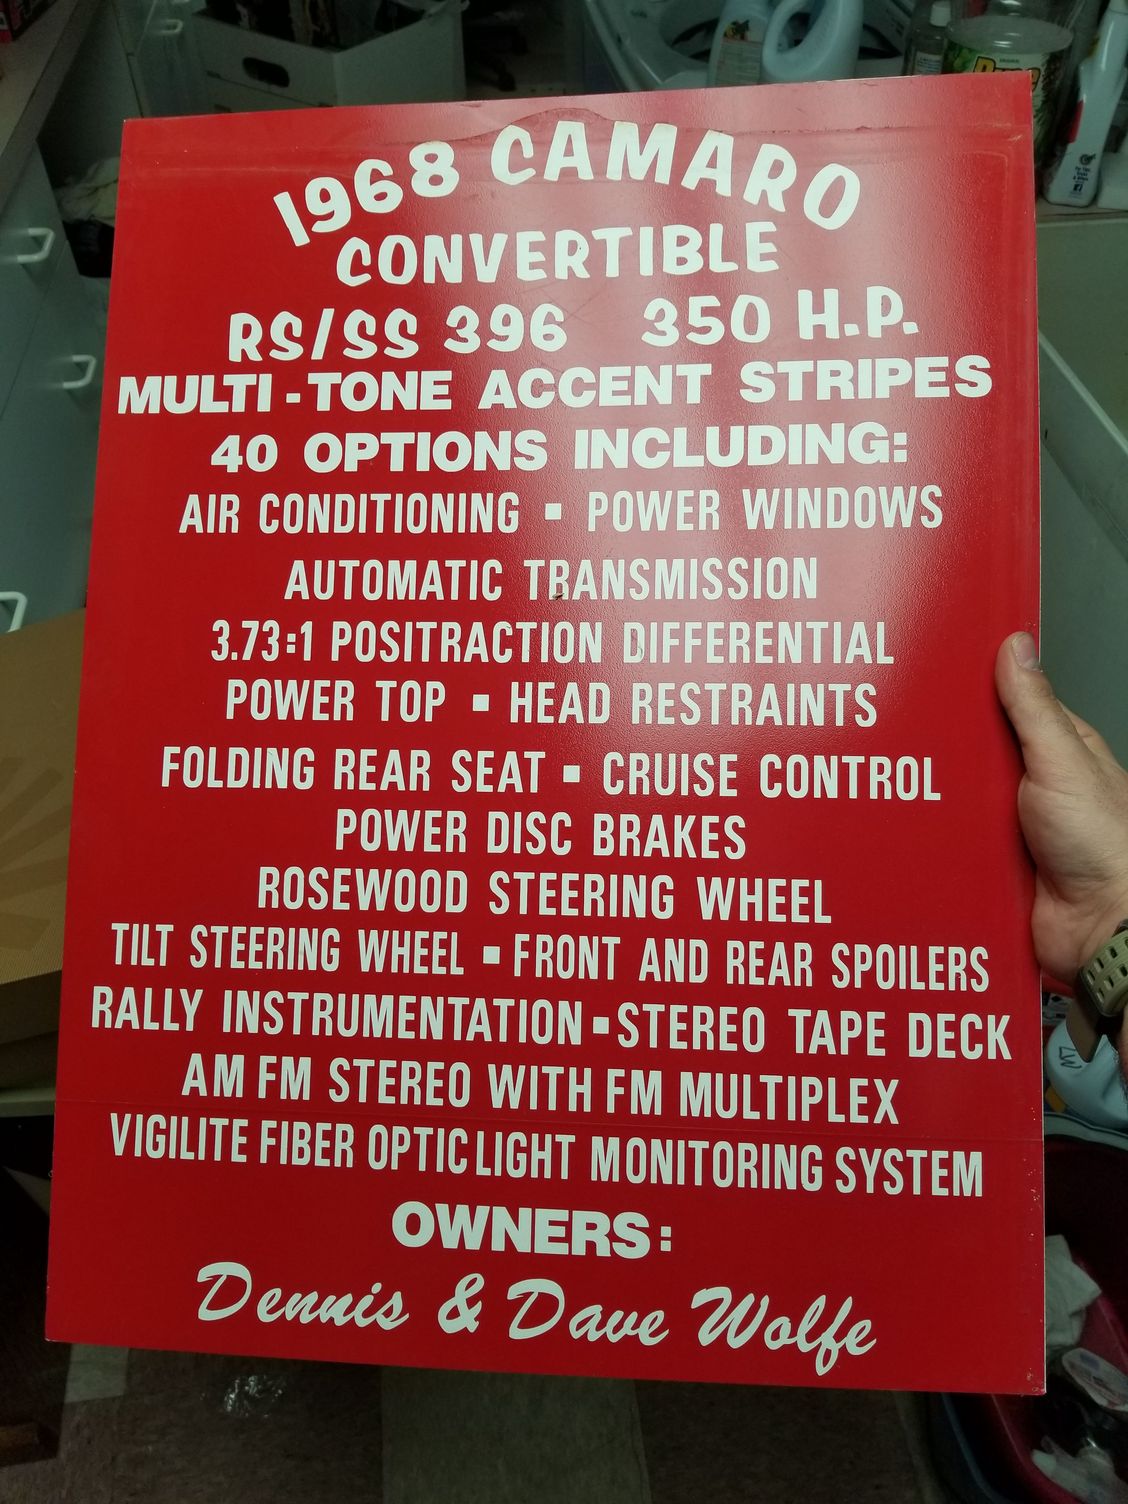 1968 CAMARO
CONVERTIBLE
RS/SS 396 350 H.P.
MULTI-TONE ACCENT STRIPES
40 OPTIONS INCLUDING:
AIR CONDITIONING ▪ POWER WINDOWS
AUTOMATIC TRANSMISSION
3.73:1 POSITRACTION DIFFERENTIAL
POWER TOP ▪ HEAD RESTRAINTS
FOLDING REAR SEAT ▪ CRUISE CONTROL
POWER DISC BRAKES
ROSEWOOD STEERING WHEEL
TILT STEERING WHEEL ▪ FRONT AND REAR SPOILERS
RALLY INSTRUMENTATION ▪ STEREO TAPE DECK
AM FM STEREO WITH FM MULTIPLEX
VIGILITE FIBER OPTIC LIGHT MONITORING SYSTEM
OWNERS:
Dennis & Dave Wolfe